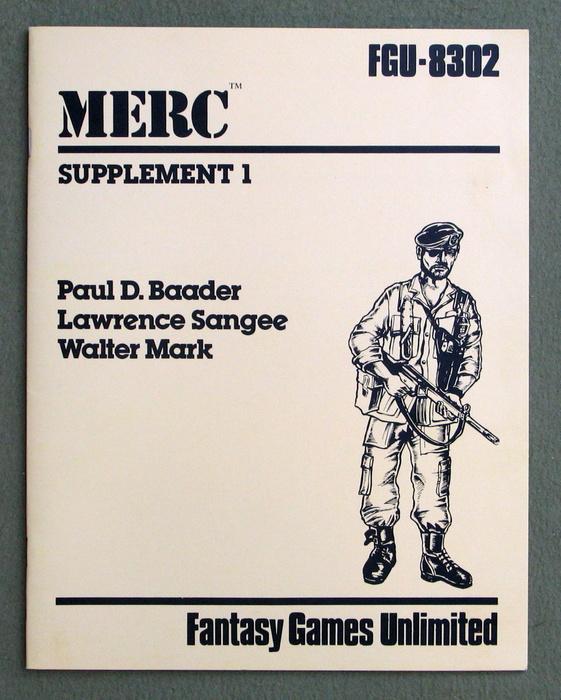 FGU-8302
MERC™
SUPPLEMENT 1
Paul D. Baader
Lawrence Sangee
Walter Mark
Fantasy Games Unlimited